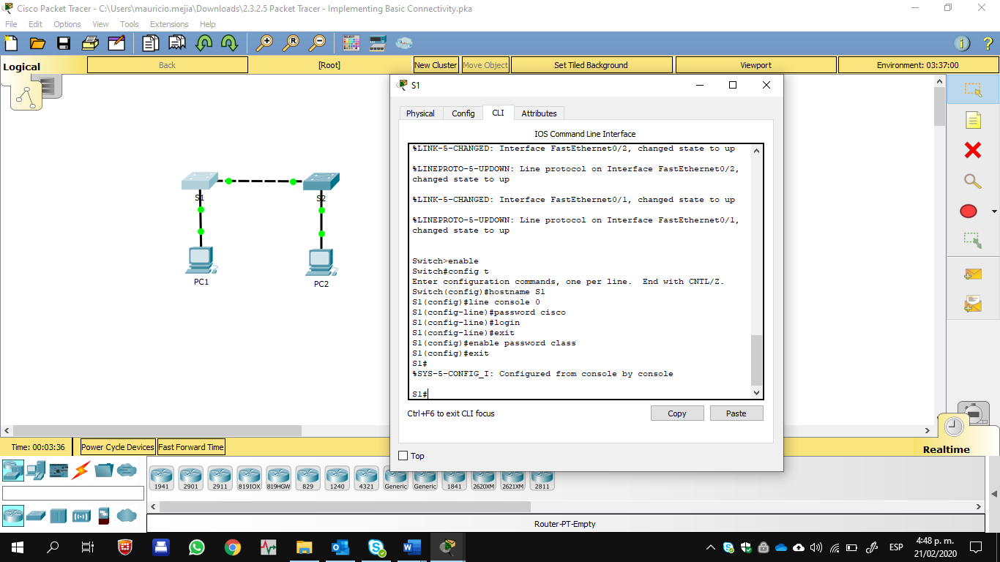 Cisco Packet Tracer - C:\Users\mauricio.mejia\Downloads\2.3.2.5 Packet Tracer - Implementing Basic Connectivity.pka
File Edit Options View Tools Extensions Help
SELECT
R
i ?
Logical
Back
[Root]
New Cluster
Move Object
Set Tiled Background
Viewport
Environment: 03:37:00
S1
Physical Config CLI Attributes
IOS Command Line Interface
%LINK-5-CHANGED: Interface FastEthernet0/2, changed state to up
%LINEPROTO-5-UPDOWN: Line protocol on Interface FastEthernet0/2,
changed state to up
%LINK-5-CHANGED: Interface FastEthernet0/1, changed state to up
%LINEPROTO-5-UPDOWN: Line protocol on Interface FastEthernet0/1,
changed state to up
Switch>enable
Switch#config t
Enter configuration commands, one per line.  End with CNTL/Z.
Switch(config)#hostname S1
S1(config)#line console 0
S1(config-line)#password cisco
S1(config-line)#login
S1(config-line)#exit
S1(config)#enable password class
S1(config)#exit
S1#
%SYS-5-CONFIG_I: Configured from console by console
S1#
Ctrl+F6 to exit CLI focus
Copy
Paste
Top
S1
S2
PC1
PC2
Time: 00:03:36
Power Cycle Devices
Fast Forward Time
Realtime
1941 2901 2911 819IOX 819HGW 829 1240 4321 Generic Generic 1841 2620XM 2621XM 2811
Router-PT-Empty
ESP
4:48 p. m.
21/02/2020